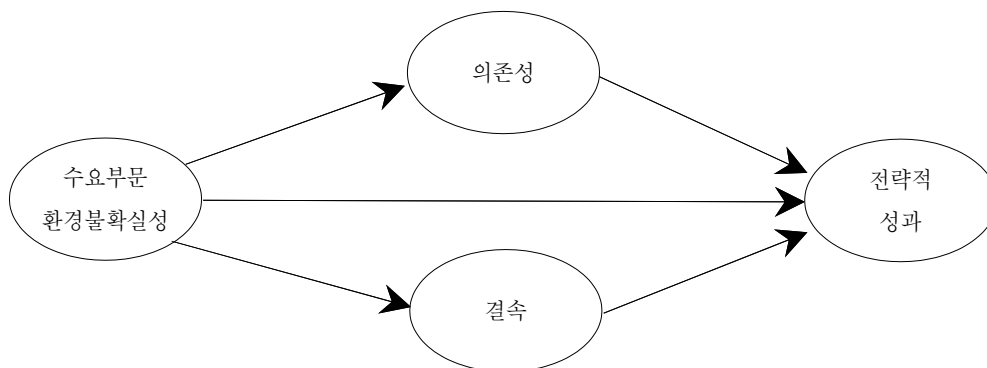 의존성
수요부문
환경불확실성
전략적
성과
결속